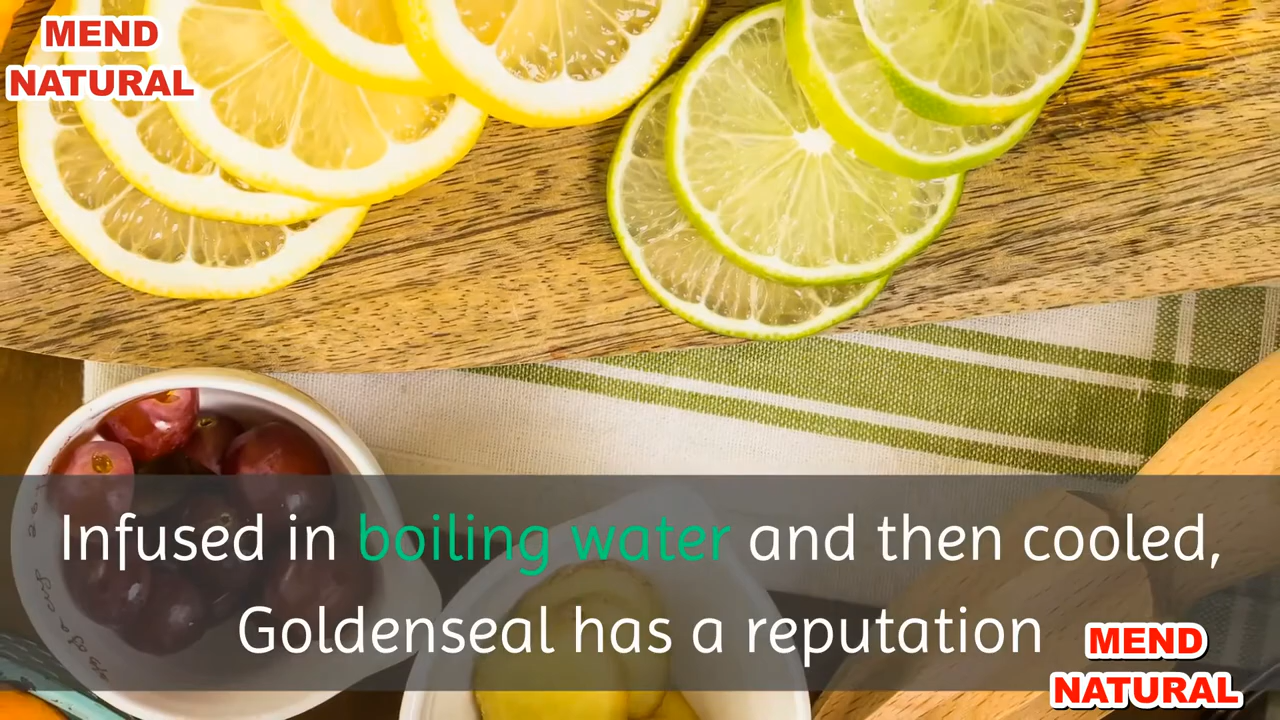 MEND
NATURAL
Infused in boiling water and then cooled,
Goldenseal has a reputation
MEND
NATURAL